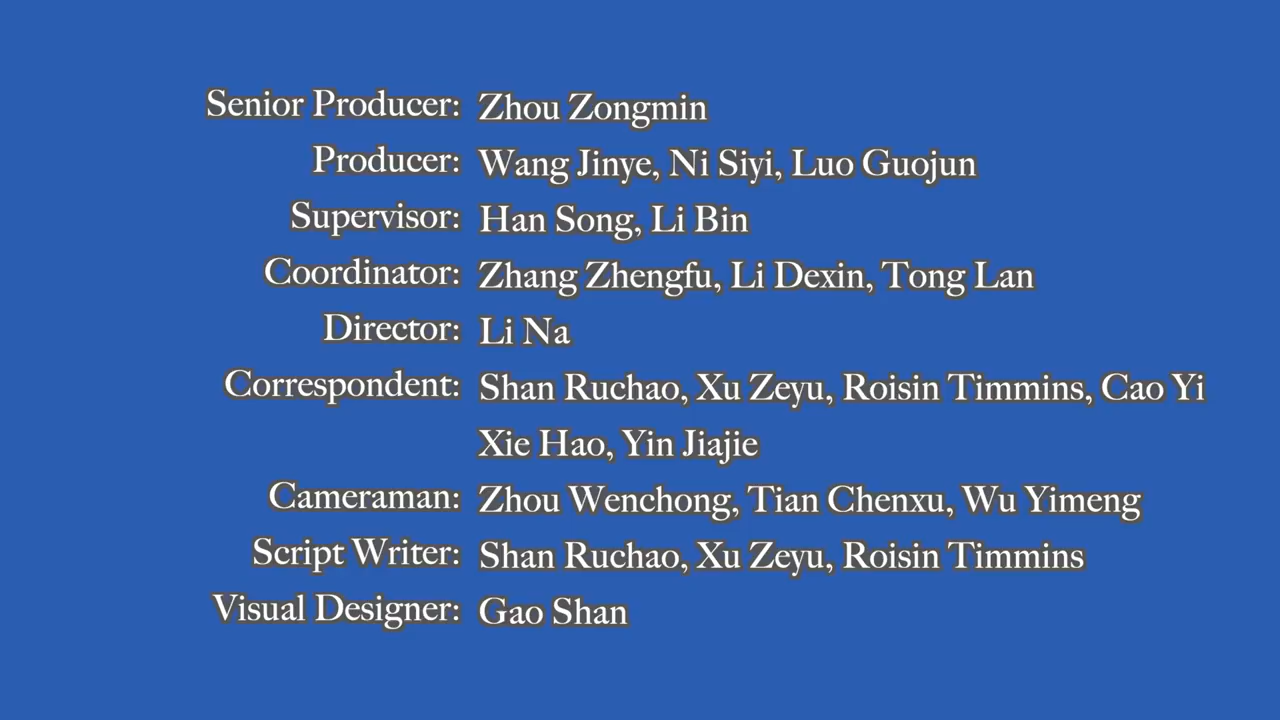 Senior Producer: Zhou Zongmin
Producer: Wang Jinye, Ni Siyi, Luo Guojun
Supervisor: Han Song, Li Bin
Coordinator: Zhang Zhengfu, Li Dexin, Tong Lan
Director: Li Na
Correspondent: Shan Ruchao, Xu Zeyu, Roisin Timmins, Cao Yi
Xie Hao, Yin Jiajie
Cameraman: Zhou Wenchong, Tian Chenxu, Wu Yimeng
Script Writer: Shan Ruchao, Xu Zeyu, Roisin Timmins
Visual Designer: Gao Shan